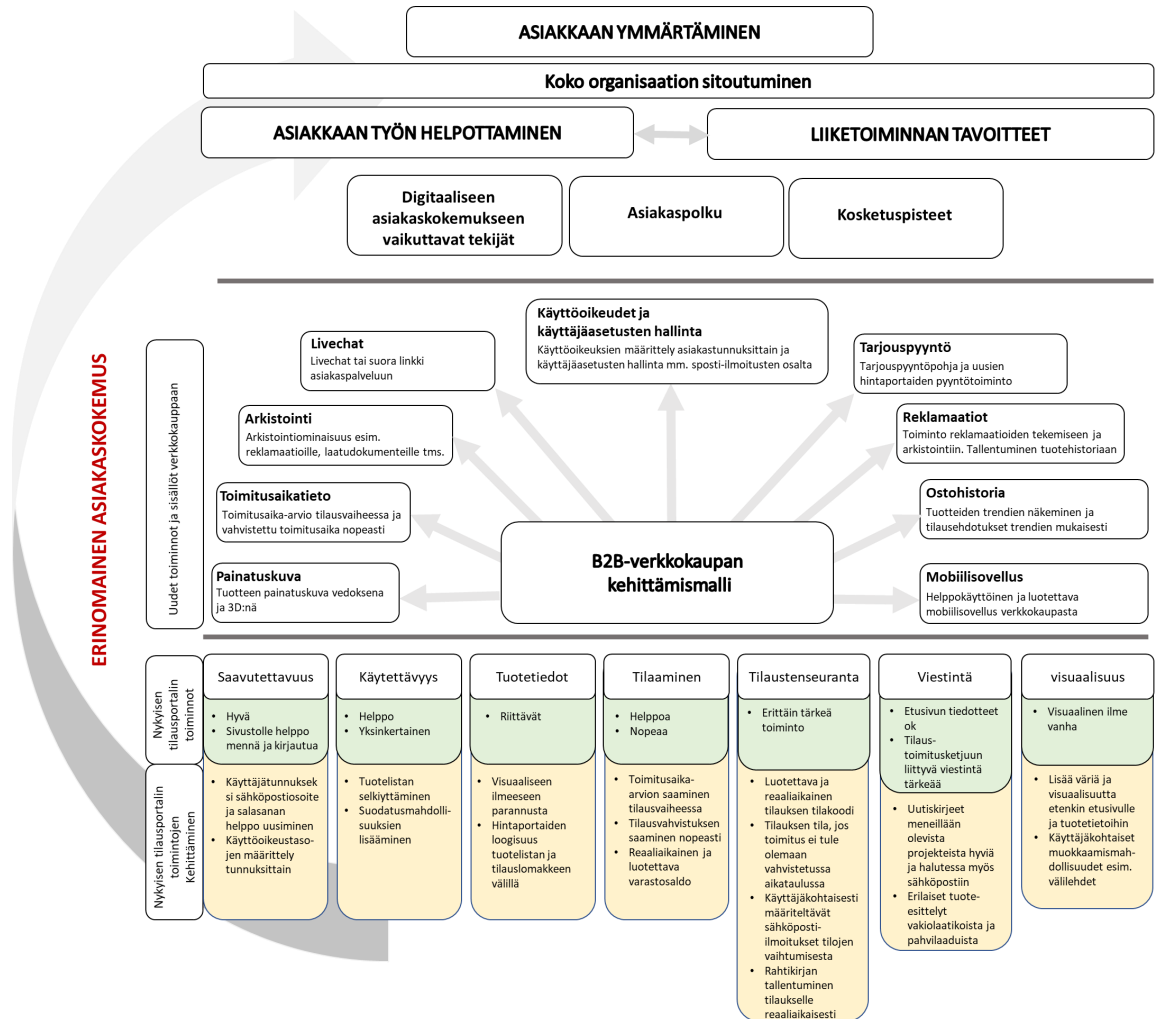 ASIAKKAAN YMMÄRTÄMINEN
Koko organisaation sitoutuminen
ASIAKKAAN TYÖN HELPOTTAMINEN
LIIKETOIMINNAN TAVOITTEET
Digitaaliseen
asiakaskokemukseen
vaikuttavat tekijät
Asiakaspolku
Kosketuspisteet
ERINOMAINEN ASIAKASKOKEMUS
Uudet toiminnot ja sisällöt verkkokauppaan
Käyttöoikeudet ja
käyttäjäasetusten hallinta
Käyttöoikeuksien määrittely asiakastunnuksittain ja
käyttäjäasetusten hallinta mm. sposti-ilmoitusten osalta
Livechat
Livechat tai suora linkki
asiakaspalveluun
Tarjouspyyntö
Tarjouspyyntöpohja ja uusien
hintaportaiden pyyntötoiminto
Arkistointi
Arkistointiominaisuus esim.
reklamaatioille, laatudokumenteille tms.
Reklamaatiot
Toiminto reklamaatioiden tekemiseen ja
arkistointiin. Tallentuminen tuotehistoriaan
Toimitusaikatieto
Toimitusaika-arvio tilausvaiheessa ja
vahvistettu toimitusaika nopeasti
Ostohistoria
Tuotteiden trendien näkeminen ja
tilausehdotukset trendien mukaisesti
B2B-verkkokaupan
kehittämismalli
Painatuskuva
Tuotteen painatuskuva vedoksena
ja 3D:nä
Mobiilisovellus
Helppokäyttöinen ja luotettava
mobiilisovellus verkkokaupasta
Nykyisen
tilausportalin
toiminnot
Nykyisen tilausportalin
toimintojen
Kehittäminen
Saavutettavuus
• Hyvä
• Sivustolle helppo
mennä ja kirjautua
• Käyttäjätunnuksek
si sähköpostiosoite
ja salasanan
helppo uusiminen
• Käyttöoikeustaso-
jen määrittely
tunnuksittain
Käytettävyys
• Helppo
• Yksinkertainen
• Tuotelistan
selkiyttäminen
• Suodatusmahdolli-
suuksien
lisääminen
Tuotetiedot
• Riittävät
• Visuaaliseen
ilmeeseen
parannusta
• Hintaportaiden
loogisuus
tuotelistan ja
tilauslomakkeen
välillä
Tilaaminen
• Helppoa
• Nopeaa
• Toimitusaika-
arvion saaminen
tilausvaiheessa
• Tilausvahvistuksen
saaminen nopeasti
• Reaaliaikainen ja
luotettava
varastosaldo
Tilaustenseuranta
• Erittäin tärkeä
toiminto
• Luotettava ja
reaaliaikainen
tilauksen tilakoodi
• Tilauksen tila, jos
toimitus ei tule
olemaan
vahvistetussa
aikataulussa
• Käyttäjäkohtaisesti
määriteltävät
sähköposti-
ilmoitukset tilojen
vaihtumisesta
• Rahtikirjan
tallentuminen
tilaukselle
reaaliaikaisesti
Viestintä
• Etusivun tiedotteet
ok
• Tilaus-
toimitusketjuun
liittyvä viestintä
tärkeää
• Uutiskirjeet
meneillään
olevista
projekteista hyviä
ja halutessa myös
sähköpostiin
• Erilaiset tuote-
esittelyt
vakiolaatikoista ja
pahvilaaduista
visuaalisuus
• Visuaalinen ilme
vanha
• Lisää väriä ja
visuaalisuutta
etenkin etusivulle
ja tuotetietoihin
• Käyttäjäkohtaiset
muokkaamismah-
dollisuudet esim.
välilehdet